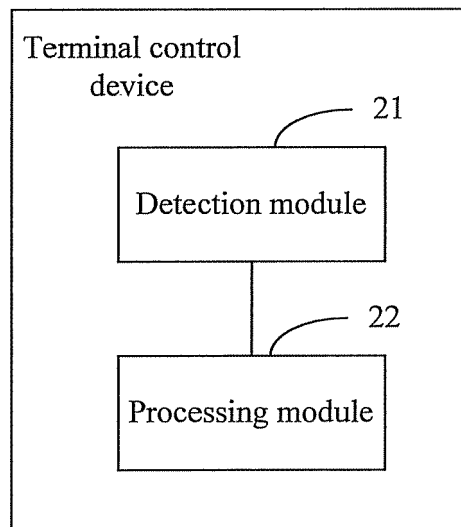 Terminal control
device
21
Detection module
22
Processing module